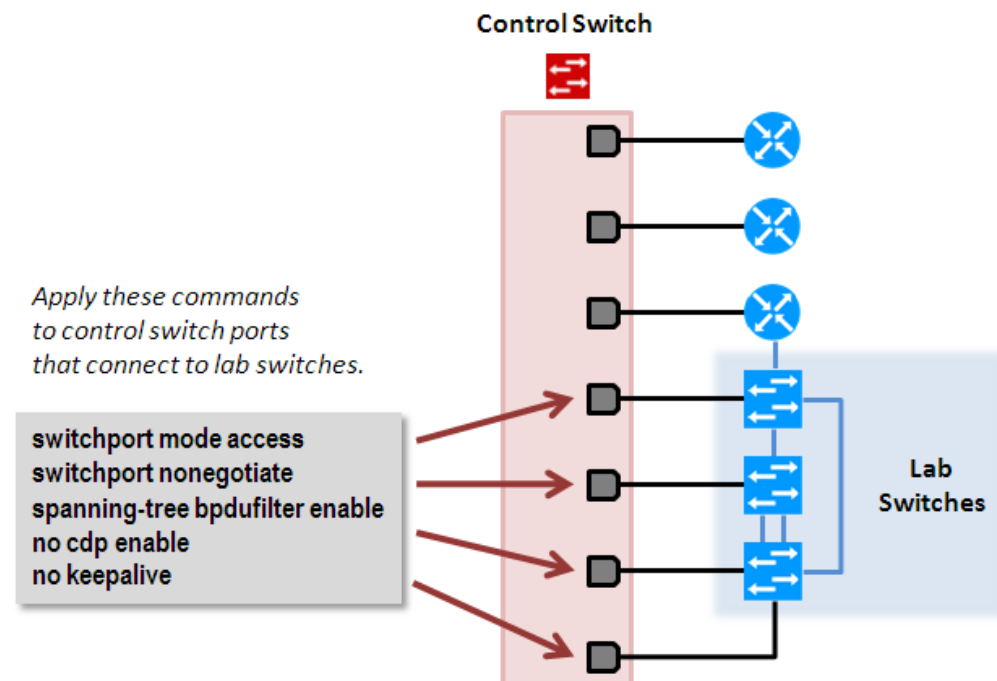 Control Switch
Apply these commands
to control switch ports
that connect to lab switches.
switchport mode access
switchport nonegotiate
spanning-tree bpdufilter enable
no cdp enable
no keepalive
Lab
Switches